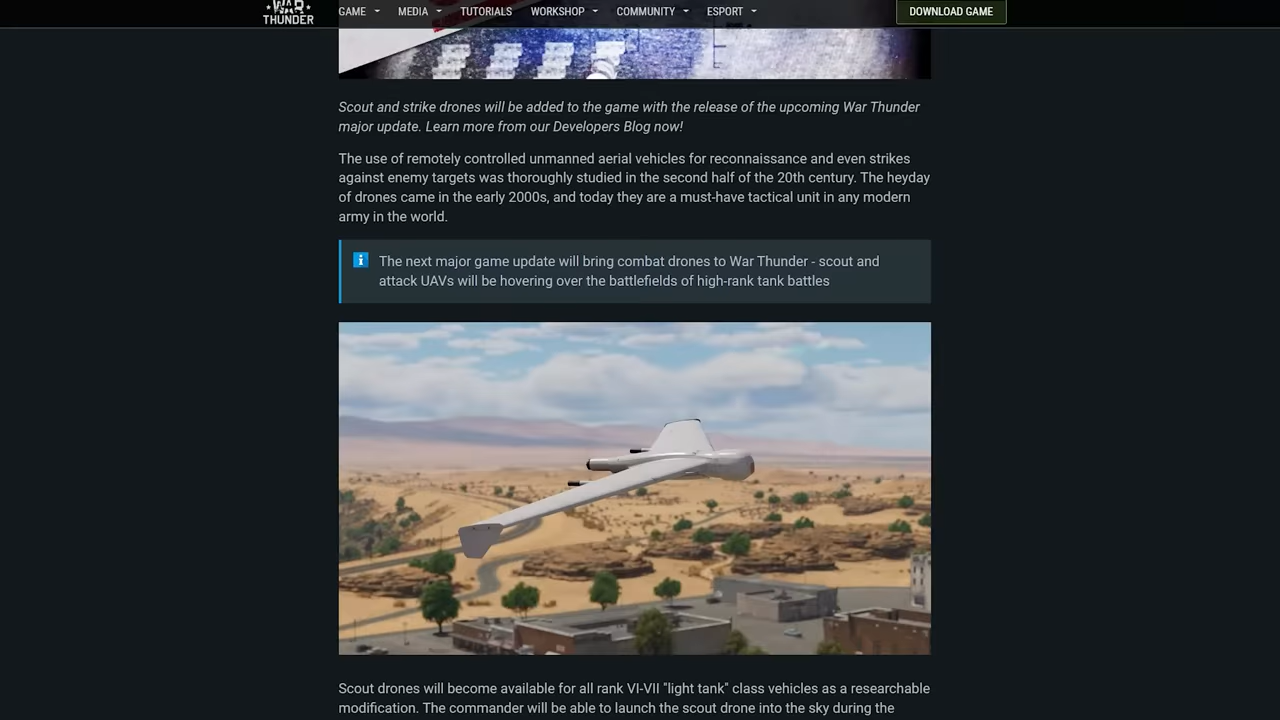 WAR
THUNDER
GAME
MEDIA
TUTORIALS
WORKSHOP
COMMUNITY
ESPORT
DOWNLOAD GAME
Scout and strike drones will be added to the game with the release of the upcoming War Thunder
major update. Learn more from our Developers Blog now!
The use of remotely controlled unmanned aerial vehicles for reconnaissance and even strikes
against enemy targets was thoroughly studied in the second half of the 20th century. The heyday
of drones came in the early 2000s, and today they are a must-have tactical unit in any modern
army in the world.
The next major game update will bring combat drones to War Thunder - scout and
attack UAVs will be hovering over the battlefields of high-rank tank battles
Scout drones will become available for all rank VI-VII "light tank" class vehicles as a researchable
modification. The commander will be able to launch the scout drone into the sky during the